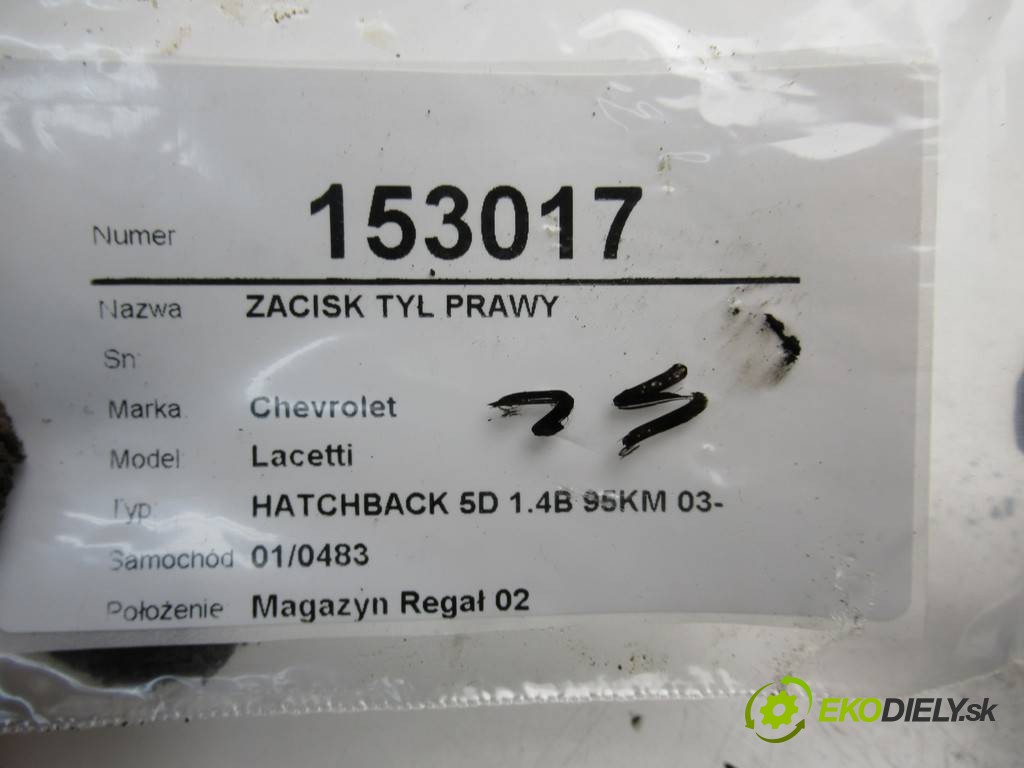 Numer 153017
Nazwa ZACISK TYŁ PRAWY
Sn:
Marka Chevrolet
Model: Lacetti
Typ: HATCHBACK 5D 1.4B 95KM 03-
Samochód 01/0483
Położenie Magazyn Regał 02
EKODIELY.sk